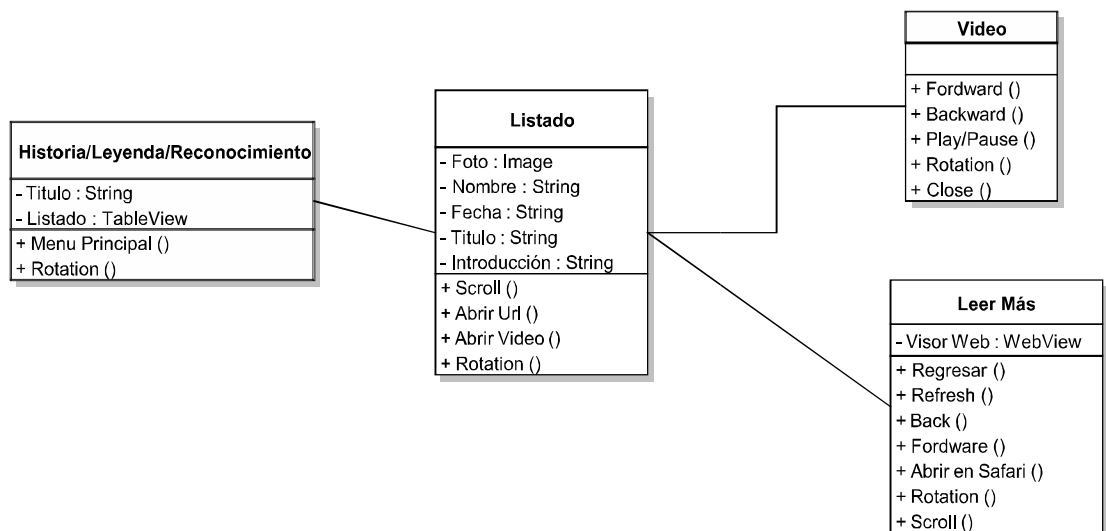 Historia/Leyenda/Reconocimiento
- Titulo : String
- Listado : TableView
+ Menu Principal ()
+ Rotation ()
Listado
- Foto : Image
- Nombre : String
- Fecha : String
- Titulo : String
- Introducción : String
+ Scroll ()
+ Abrir Url ()
+ Abrir Video ()
+ Rotation ()
Video
+ Fordward ()
+ Backward ()
+ Play/Pause ()
+ Rotation ()
+ Close ()
Leer Más
- Visor Web : WebView
+ Regresar ()
+ Refresh ()
+ Back ()
+ Fordware ()
+ Abrir en Safari ()
+ Rotation ()
+ Scroll ()